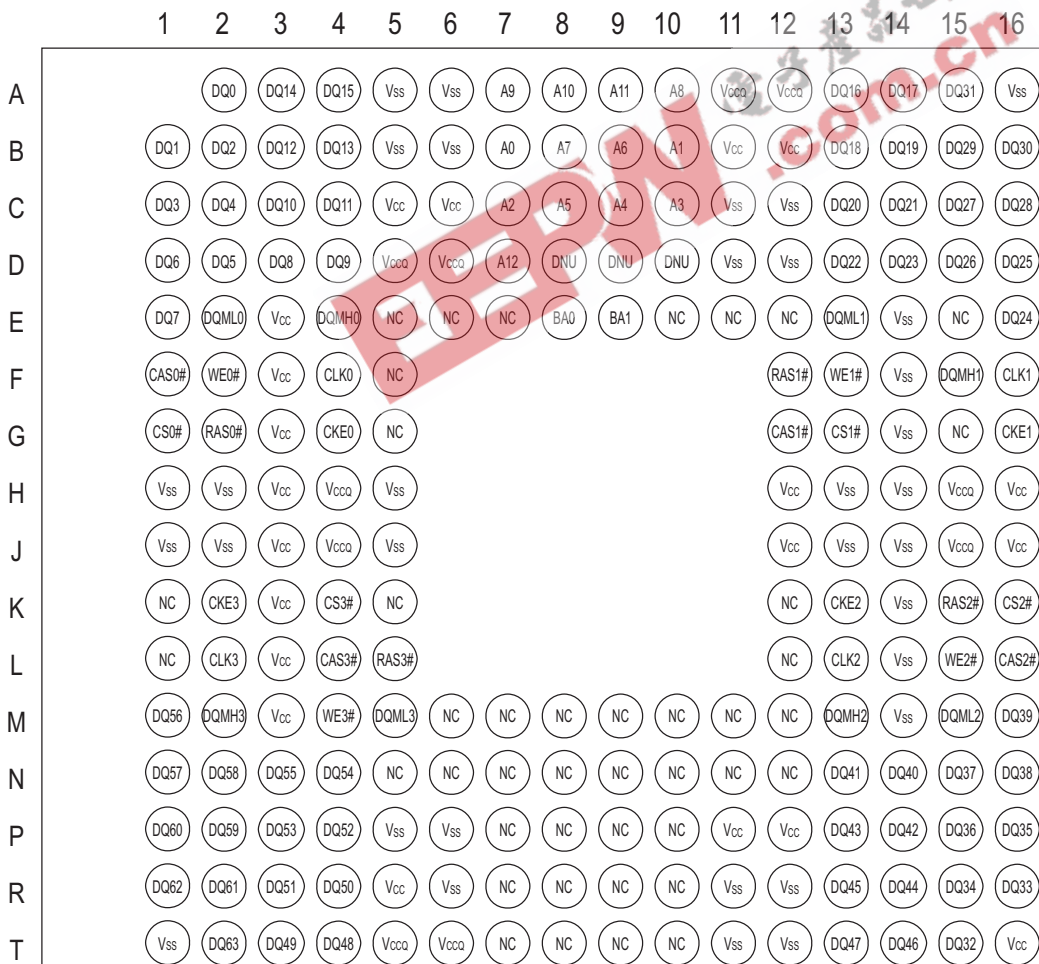 1 2 3 4 5 6 7 8 9 10 11 12 13 14 15 16
A DQ0 DQ14 DQ15 Vss Vss A9 A10 A11 A8 VCCQ VCCQ DQ16 DQ17 DQ31 Vss
B DQ1 DQ2 DQ12 DQ13 Vss Vss A0 A7 A6 A1 Vcc Vcc DQ18 DQ19 DQ29 DQ30
C DQ3 DQ4 DQ10 DQ11 Vcc Vcc A2 A5 A4 A3 Vss Vss DQ20 DQ21 DQ27 DQ28
D DQ6 DQ5 DQ8 DQ9 VCCQ VCCQ A12 DNU DNU DNU Vss Vss DQ22 DQ23 DQ26 DQ25
E DQ7 DQML0 Vcc DQMH0 NC NC NC BA0 BA1 NC NC NC DQML1 Vss NC DQ24
F CAS0# WE0# Vcc CLK0 NC RAS1# WE1# Vss DQMH1 CLK1
G CS0# RAS0# Vcc CKE0 NC CAS1# CS1# Vss NC CKE1
H Vss Vss Vcc VCCQ Vss Vcc Vss Vss VCCQ Vcc
J Vss Vss Vcc VCCQ Vss Vcc Vss Vss VCCQ Vcc
K NC CKE3 Vcc CS3# NC NC CKE2 Vss RAS2# CS2#
L NC CLK3 Vcc CAS3# RAS3# NC CLK2 Vss WE2# CAS2#
M DQ56 DQMH3 Vcc WE3# DQML3 NC NC NC NC NC NC NC DQMH2 Vss DQML2 DQ39
N DQ57 DQ58 DQ55 DQ54 NC NC NC NC NC NC NC NC DQ41 DQ40 DQ37 DQ38
P DQ60 DQ59 DQ53 DQ52 Vss Vss NC NC NC NC Vcc Vcc DQ43 DQ42 DQ36 DQ35
R DQ62 DQ61 DQ51 DQ50 Vcc Vss NC NC NC NC Vss Vss DQ45 DQ44 DQ34 DQ33
T Vss DQ63 DQ49 DQ48 VCCQ VCCQ NC NC NC NC Vss Vss DQ47 DQ46 DQ32 Vcc
EEPW.com.cn
電子產品